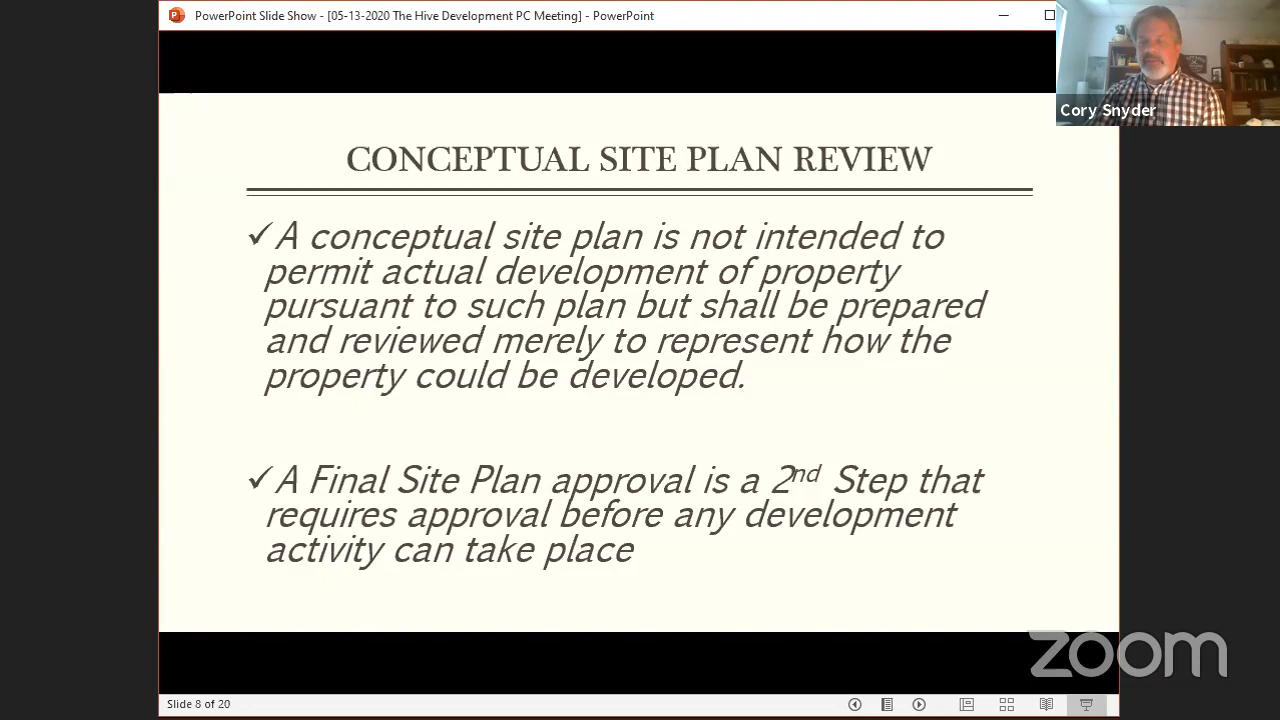 PowerPoint Slide Show - [05-13-2020 The Hive Development PC Meeting] - PowerPoint
Cory Snyder
CONCEPTUAL SITE PLAN REVIEW
✓A conceptual site plan is not intended to
permit actual development of property
pursuant to such plan but shall be prepared
and reviewed merely to represent how the
property could be developed.
✓A Final Site Plan approval is a 2nd Step that
requires approval before any development
activity can take place
zoom
Slide 8 of 20